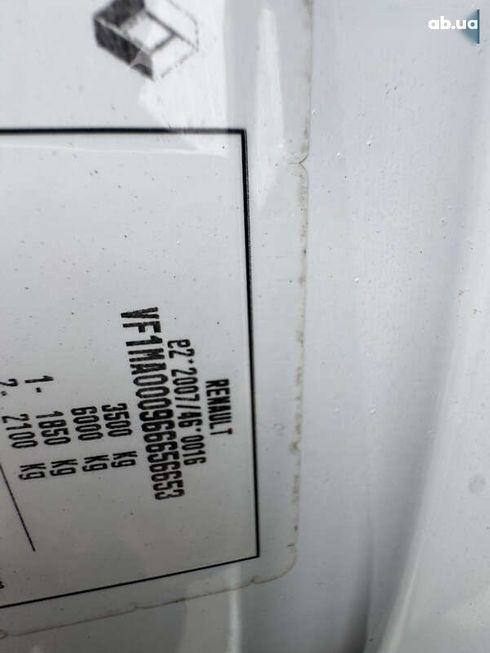 ab.ua
RENAULT
e2*2007/46*0016
VF1MA000966656653
3500 kg
6000 kg
1- 1850 kg
2- 2100 kg